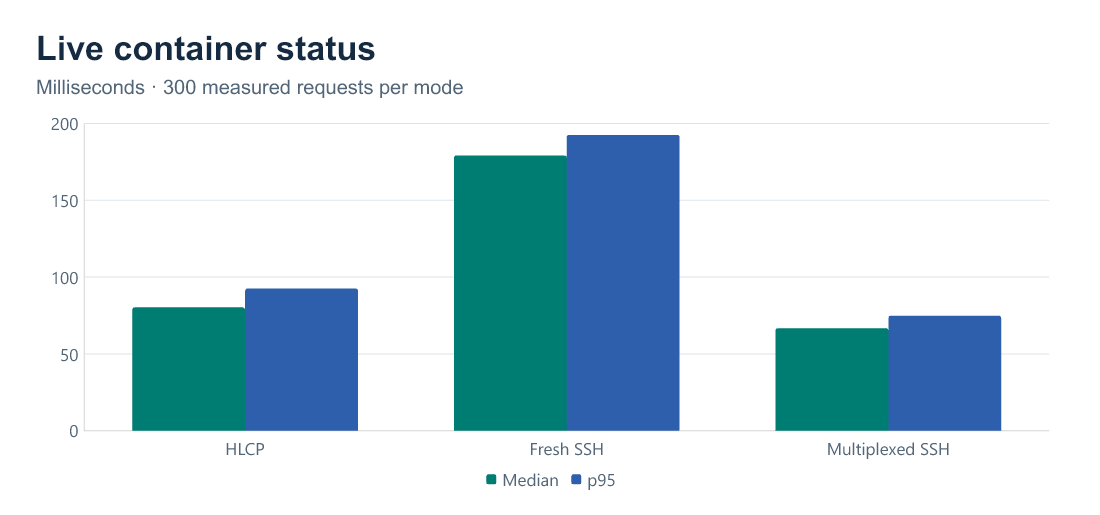 Live container status
Milliseconds · 300 measured requests per mode
200
150
100
50
0
HLCP Fresh SSH Multiplexed SSH
Median p95